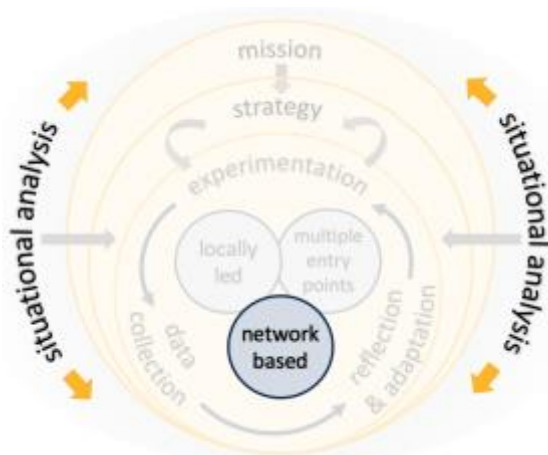 mission
strategy
experimentation
situational analysis
situational analysis
locally
led
multiple
entry
points
network
based
data
collection
reflection
& adaptation